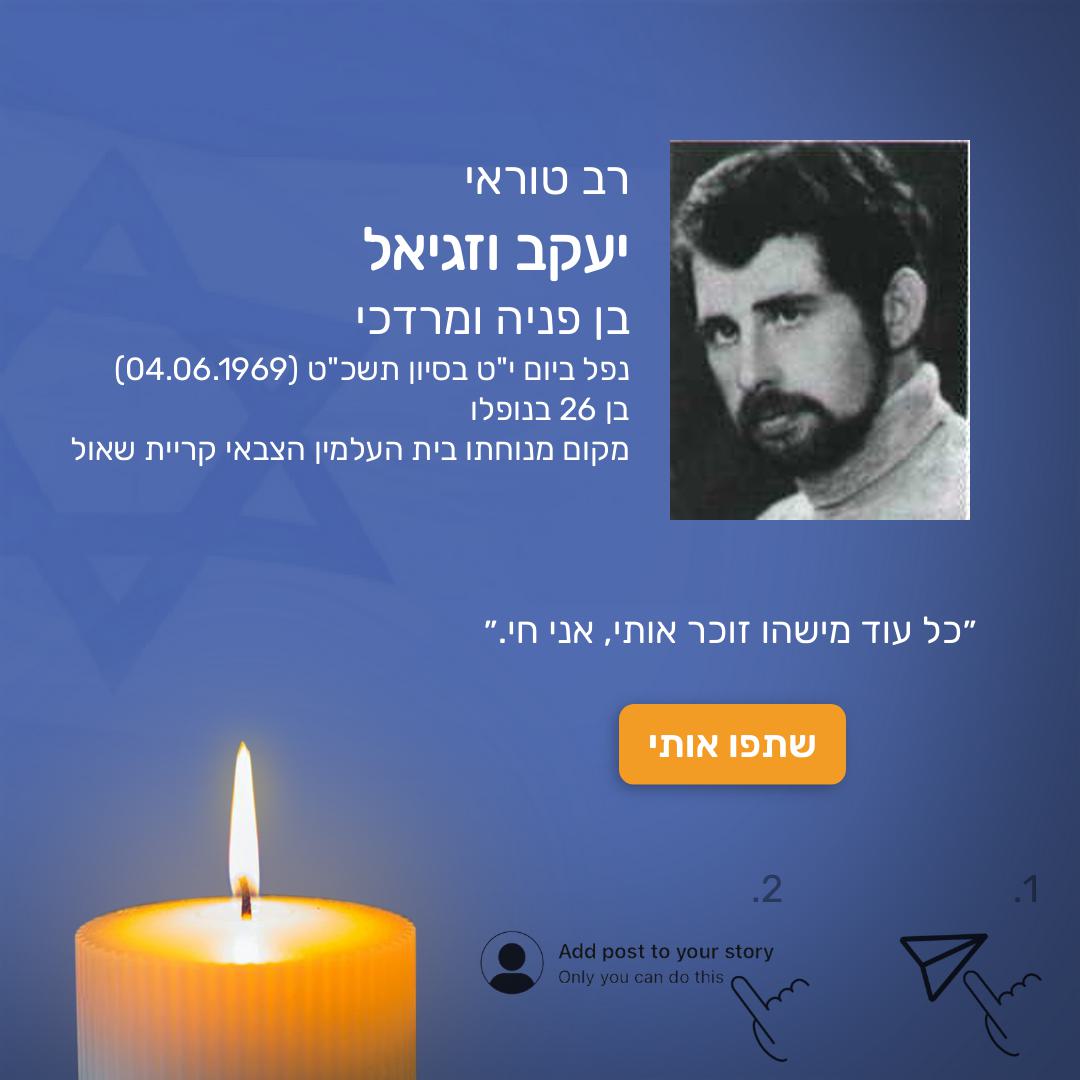 רב טוראי
יעקב וזגיאל
בן פניה ומרדכי
נפל ביום י"ט בסיון תשכ"ט (04.06.1969)
בן 26 בנופלו
מקום מנוחתו בית העלמין הצבאי קריית שאול
״כל עוד מישהו זוכר אותי, אני חי.״
שתפו אותי
1.
2.
Add post to your story
Only you can do this